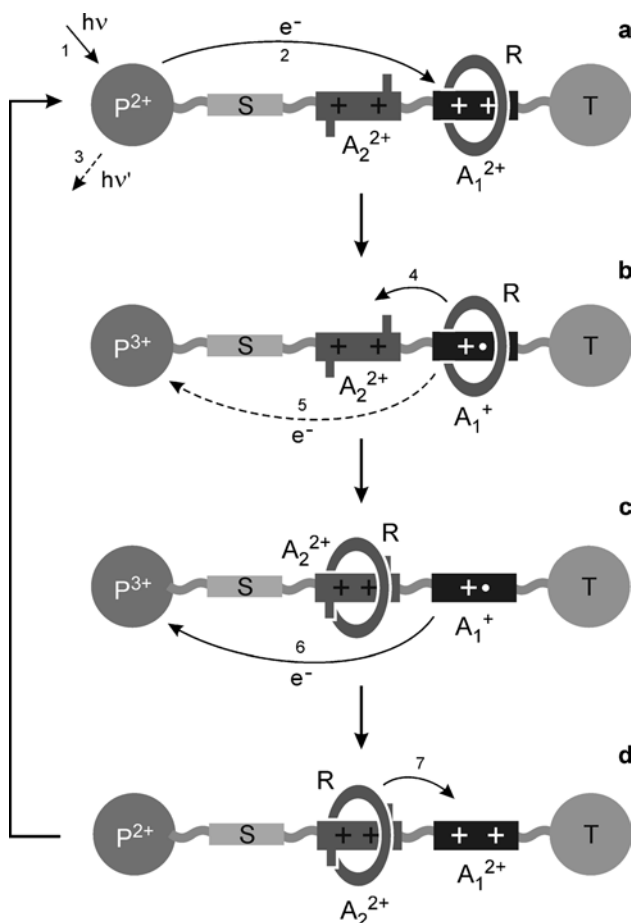 hν
1
e⁻
2
R
a
P²⁺
S
+ +
+ +
T
A₂²⁺
A₁²⁺
3
hν'
4
R
b
P³⁺
S
+ +
+•
T
A₂²⁺
A₁⁺
5
e⁻
c
A₂²⁺
R
P³⁺
S
+ +
+•
T
A₁⁺
6
e⁻
d
R
7
P²⁺
S
+ +
+ +
T
A₂²⁺
A₁²⁺